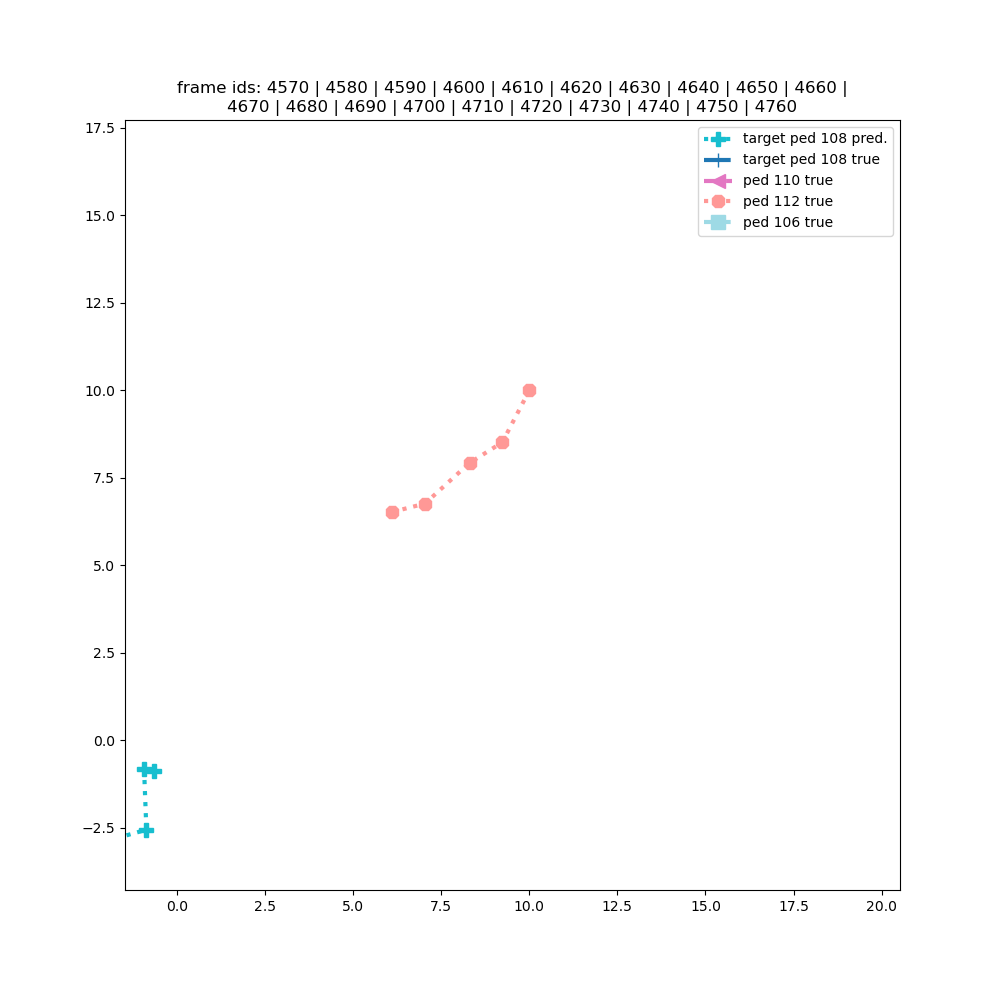 frame ids: 4570 | 4580 | 4590 | 4600 | 4610 | 4620 | 4630 | 4640 | 4650 | 4660 |
4670 | 4680 | 4690 | 4700 | 4710 | 4720 | 4730 | 4740 | 4750 | 4760
target ped 108 pred.
target ped 108 true
ped 110 true
ped 112 true
ped 106 true
17.5
15.0
12.5
10.0
7.5
5.0
2.5
0.0
−2.5
0.0 2.5 5.0 7.5 10.0 12.5 15.0 17.5 20.0